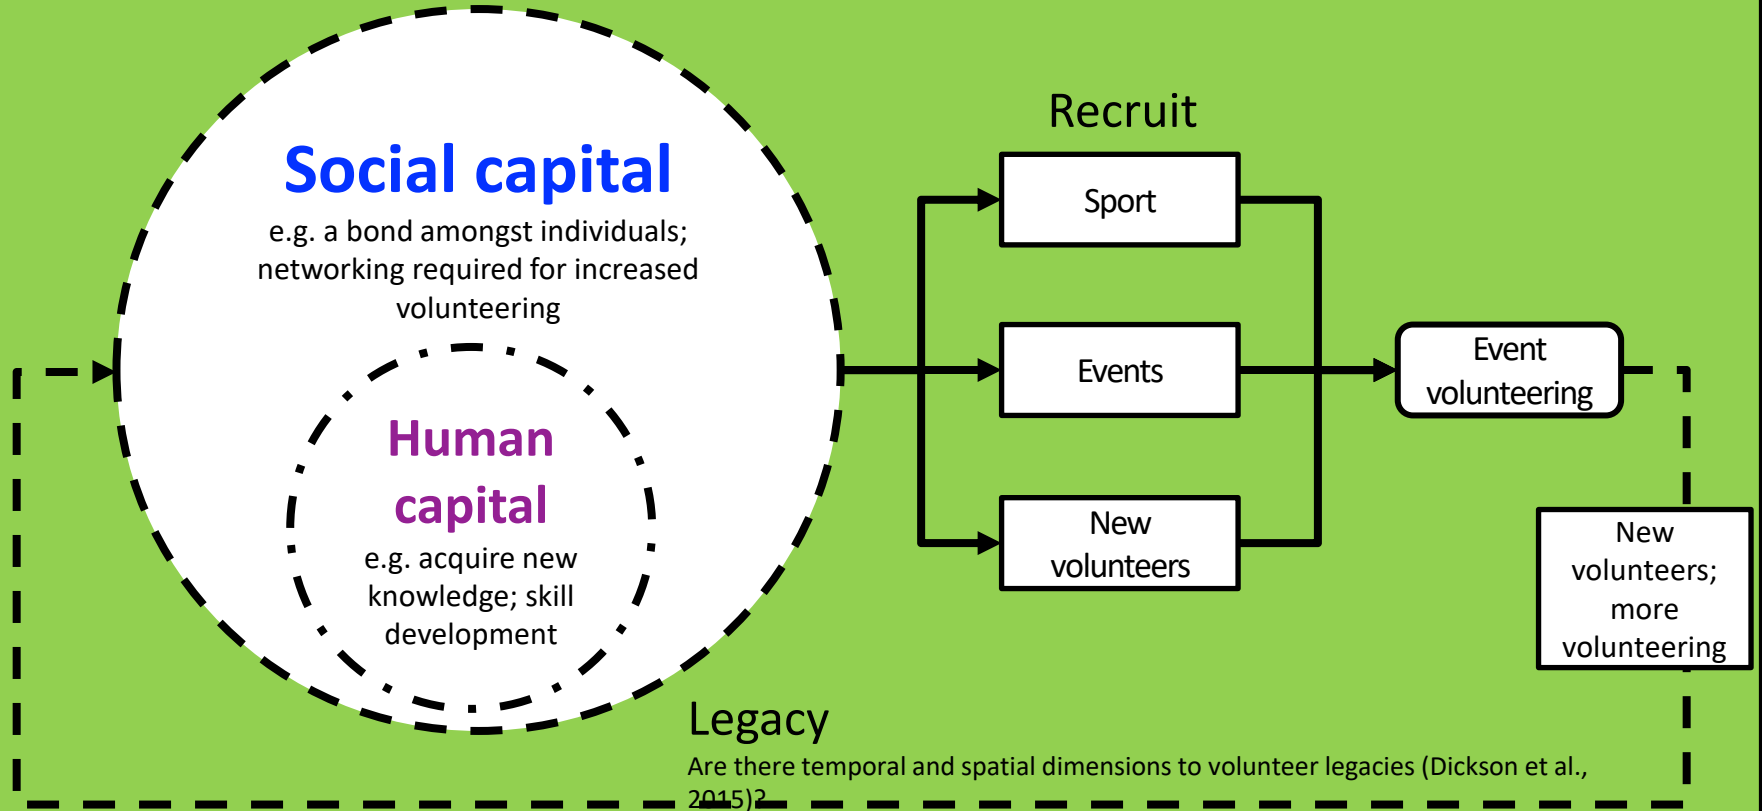 Social capital
e.g. a bond amongst individuals;
networking required for increased
volunteering
Human
capital
e.g. acquire new
knowledge; skill
development
Recruit
Sport
Events
New
volunteers
Event
volunteering
New
volunteers;
more
volunteering
Legacy
Are there temporal and spatial dimensions to volunteer legacies (Dickson et al.,
2015)?